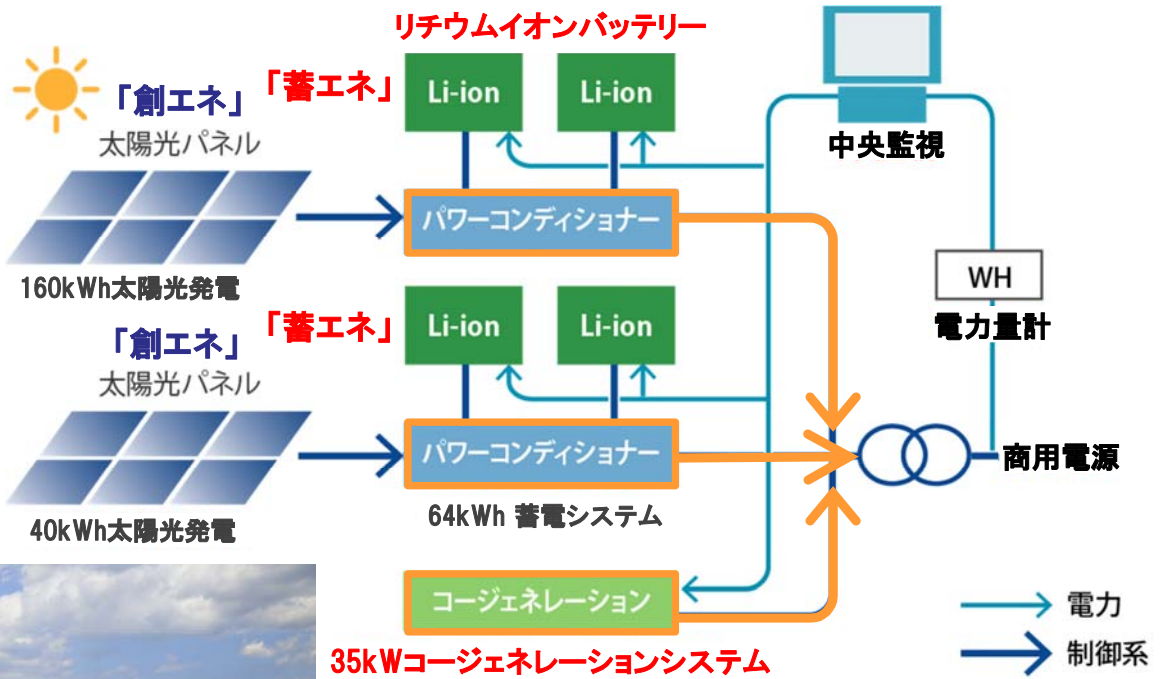 リチウムイオンバッテリー
「創エネ」
「蓄エネ」
Li-ion
Li-ion
太陽光パネル
中央監視
パワーコンディショナー
160kWh太陽光発電
WH
電力量計
「創エネ」
「蓄エネ」
Li-ion
Li-ion
太陽光パネル
パワーコンディショナー
商用電源
40kWh太陽光発電
64kWh 蓄電システム
コージェネレーション
35kWコージェネレーションシステム
電力
制御系